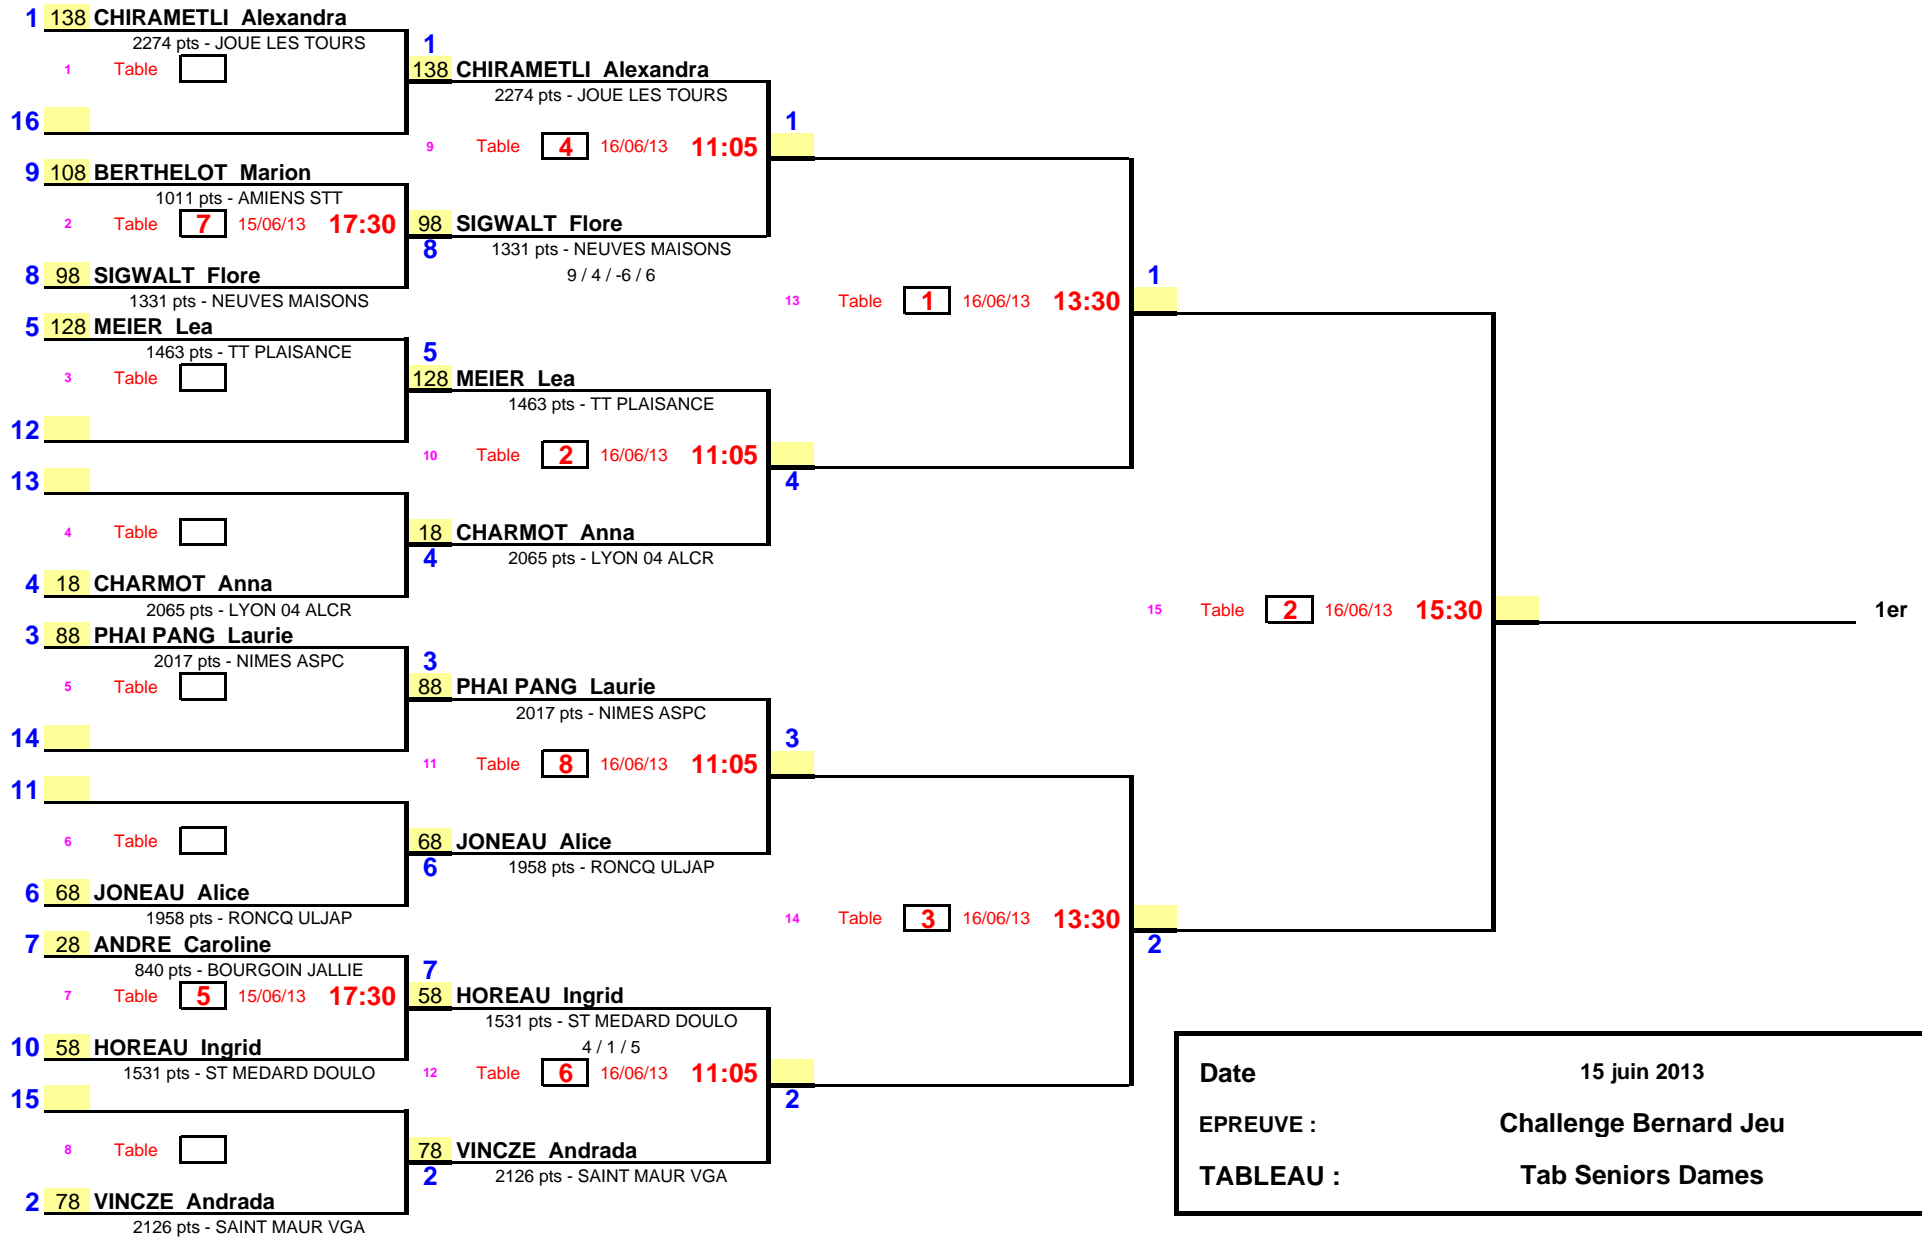 1 138 CHIRAMETLI Alexandra
2274 pts - JOUE LES TOURS
1 Table
16
9 108 BERTHELOT Marion
1011 pts - AMIENS STT
2 Table 7 15/06/13 17:30
8 98 SIGWALT Flore
1331 pts - NEUVES MAISONS
5 128 MEIER Lea
1463 pts - TT PLAISANCE
3 Table
12
13
4 Table
4 18 CHARMOT Anna
2065 pts - LYON 04 ALCR
3 88 PHAI PANG Laurie
2017 pts - NIMES ASPC
5 Table
14
11
6 Table
6 68 JONEAU Alice
1958 pts - RONCQ ULJAP
7 28 ANDRE Caroline
840 pts - BOURGOIN JALLIE
7 Table 5 15/06/13 17:30
10 58 HOREAU Ingrid
1531 pts - ST MEDARD DOULO
15
8 Table
2 78 VINCZE Andrada
2126 pts - SAINT MAUR VGA
1
138 CHIRAMETLI Alexandra
2274 pts - JOUE LES TOURS
9 Table 4 16/06/13 11:05
98 SIGWALT Flore
8
1331 pts - NEUVES MAISONS
9 / 4 / -6 / 6
5
128 MEIER Lea
1463 pts - TT PLAISANCE
10 Table 2 16/06/13 11:05
18 CHARMOT Anna
4
2065 pts - LYON 04 ALCR
3
88 PHAI PANG Laurie
2017 pts - NIMES ASPC
11 Table 8 16/06/13 11:05
68 JONEAU Alice
6
1958 pts - RONCQ ULJAP
7
58 HOREAU Ingrid
1531 pts - ST MEDARD DOULO
4 / 1 / 5
12 Table 6 16/06/13 11:05
78 VINCZE Andrada
2
2126 pts - SAINT MAUR VGA
1
13 Table 1 16/06/13 13:30
4
3
14 Table 3 16/06/13 13:30
2
1
15 Table 2 16/06/13 15:30
2
1er
Date 15 juin 2013
EPREUVE : Challenge Bernard Jeu
TABLEAU : Tab Seniors Dames